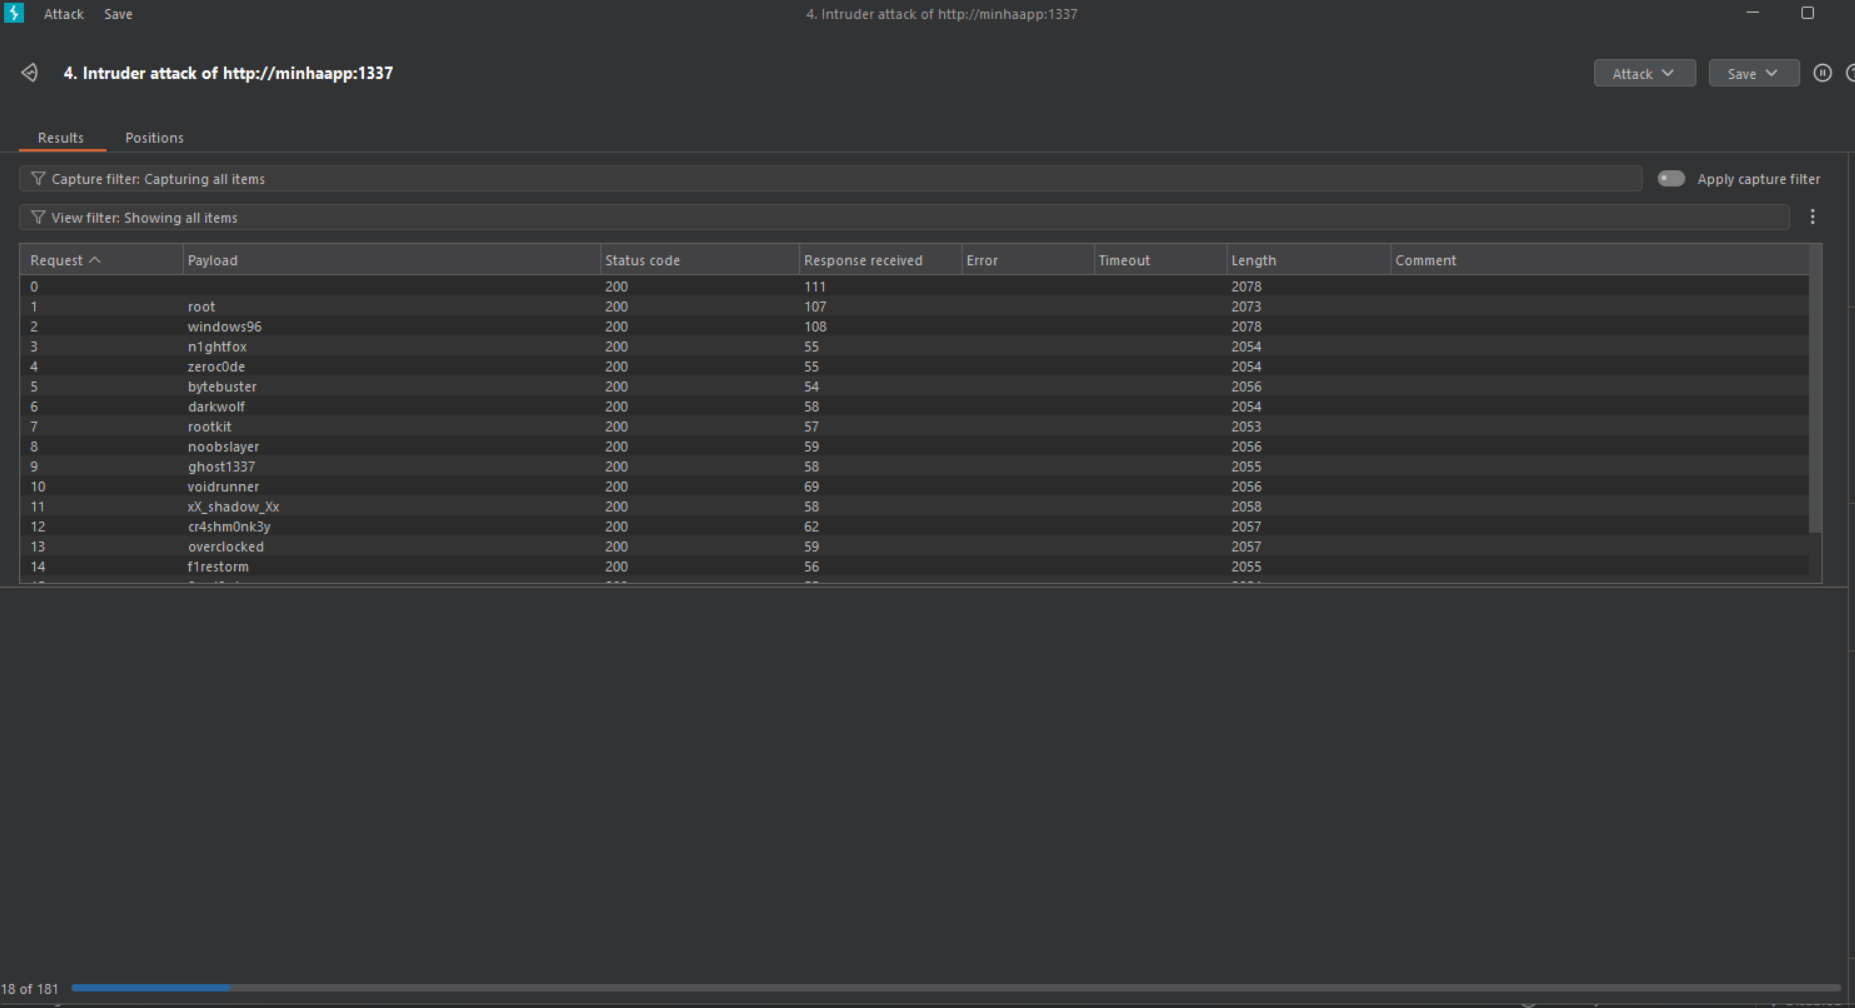 Attack Save 4. Intruder attack of http://minhaapp:1337
4. Intruder attack of http://minhaapp:1337 Attack Save
Results Positions
Capture filter: Capturing all items Apply capture filter
View filter: Showing all items
Request Payload Status code Response received Error Timeout Length Comment
0 200 111 2078
1 root 200 107 2073
2 windows96 200 108 2078
3 n1ghtfox 200 55 2054
4 zeroc0de 200 55 2054
5 bytebuster 200 54 2056
6 darkwolf 200 58 2054
7 rootkit 200 57 2053
8 noobslayer 200 59 2056
9 ghost1337 200 58 2055
10 voidrunner 200 69 2056
11 xX_shadow_Xx 200 58 2058
12 cr4shm0nk3y 200 62 2057
13 overclocked 200 59 2057
14 f1restorm 200 56 2055
18 of 181